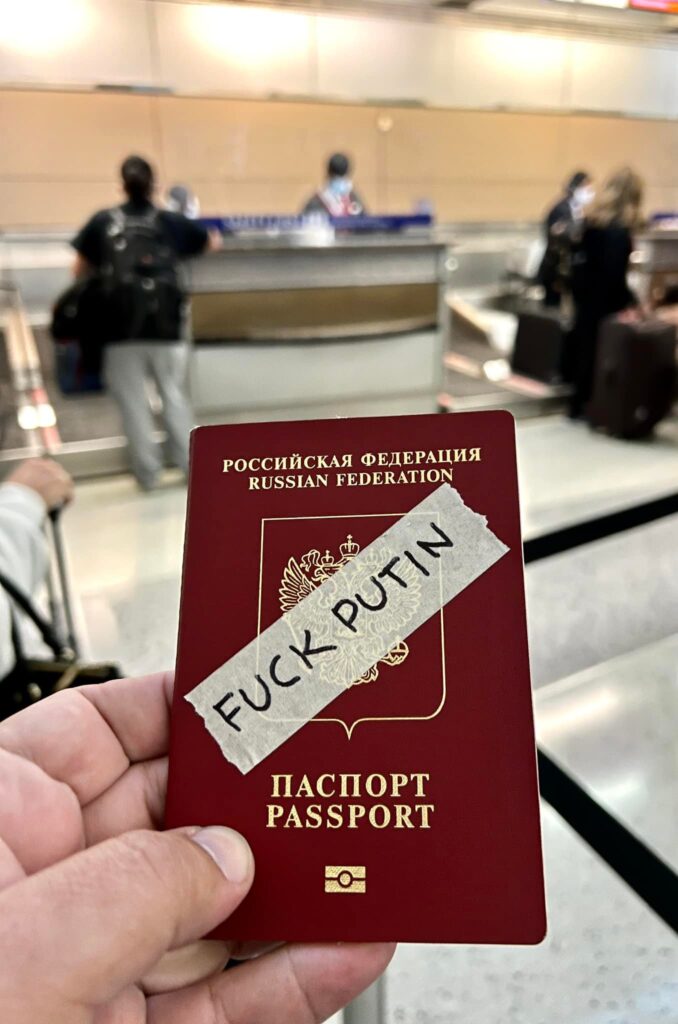 РОССИЙСКАЯ ФЕДЕРАЦИЯ
RUSSIAN FEDERATION
FUCK PUTIN
ПАСПОРТ
PASSPORT